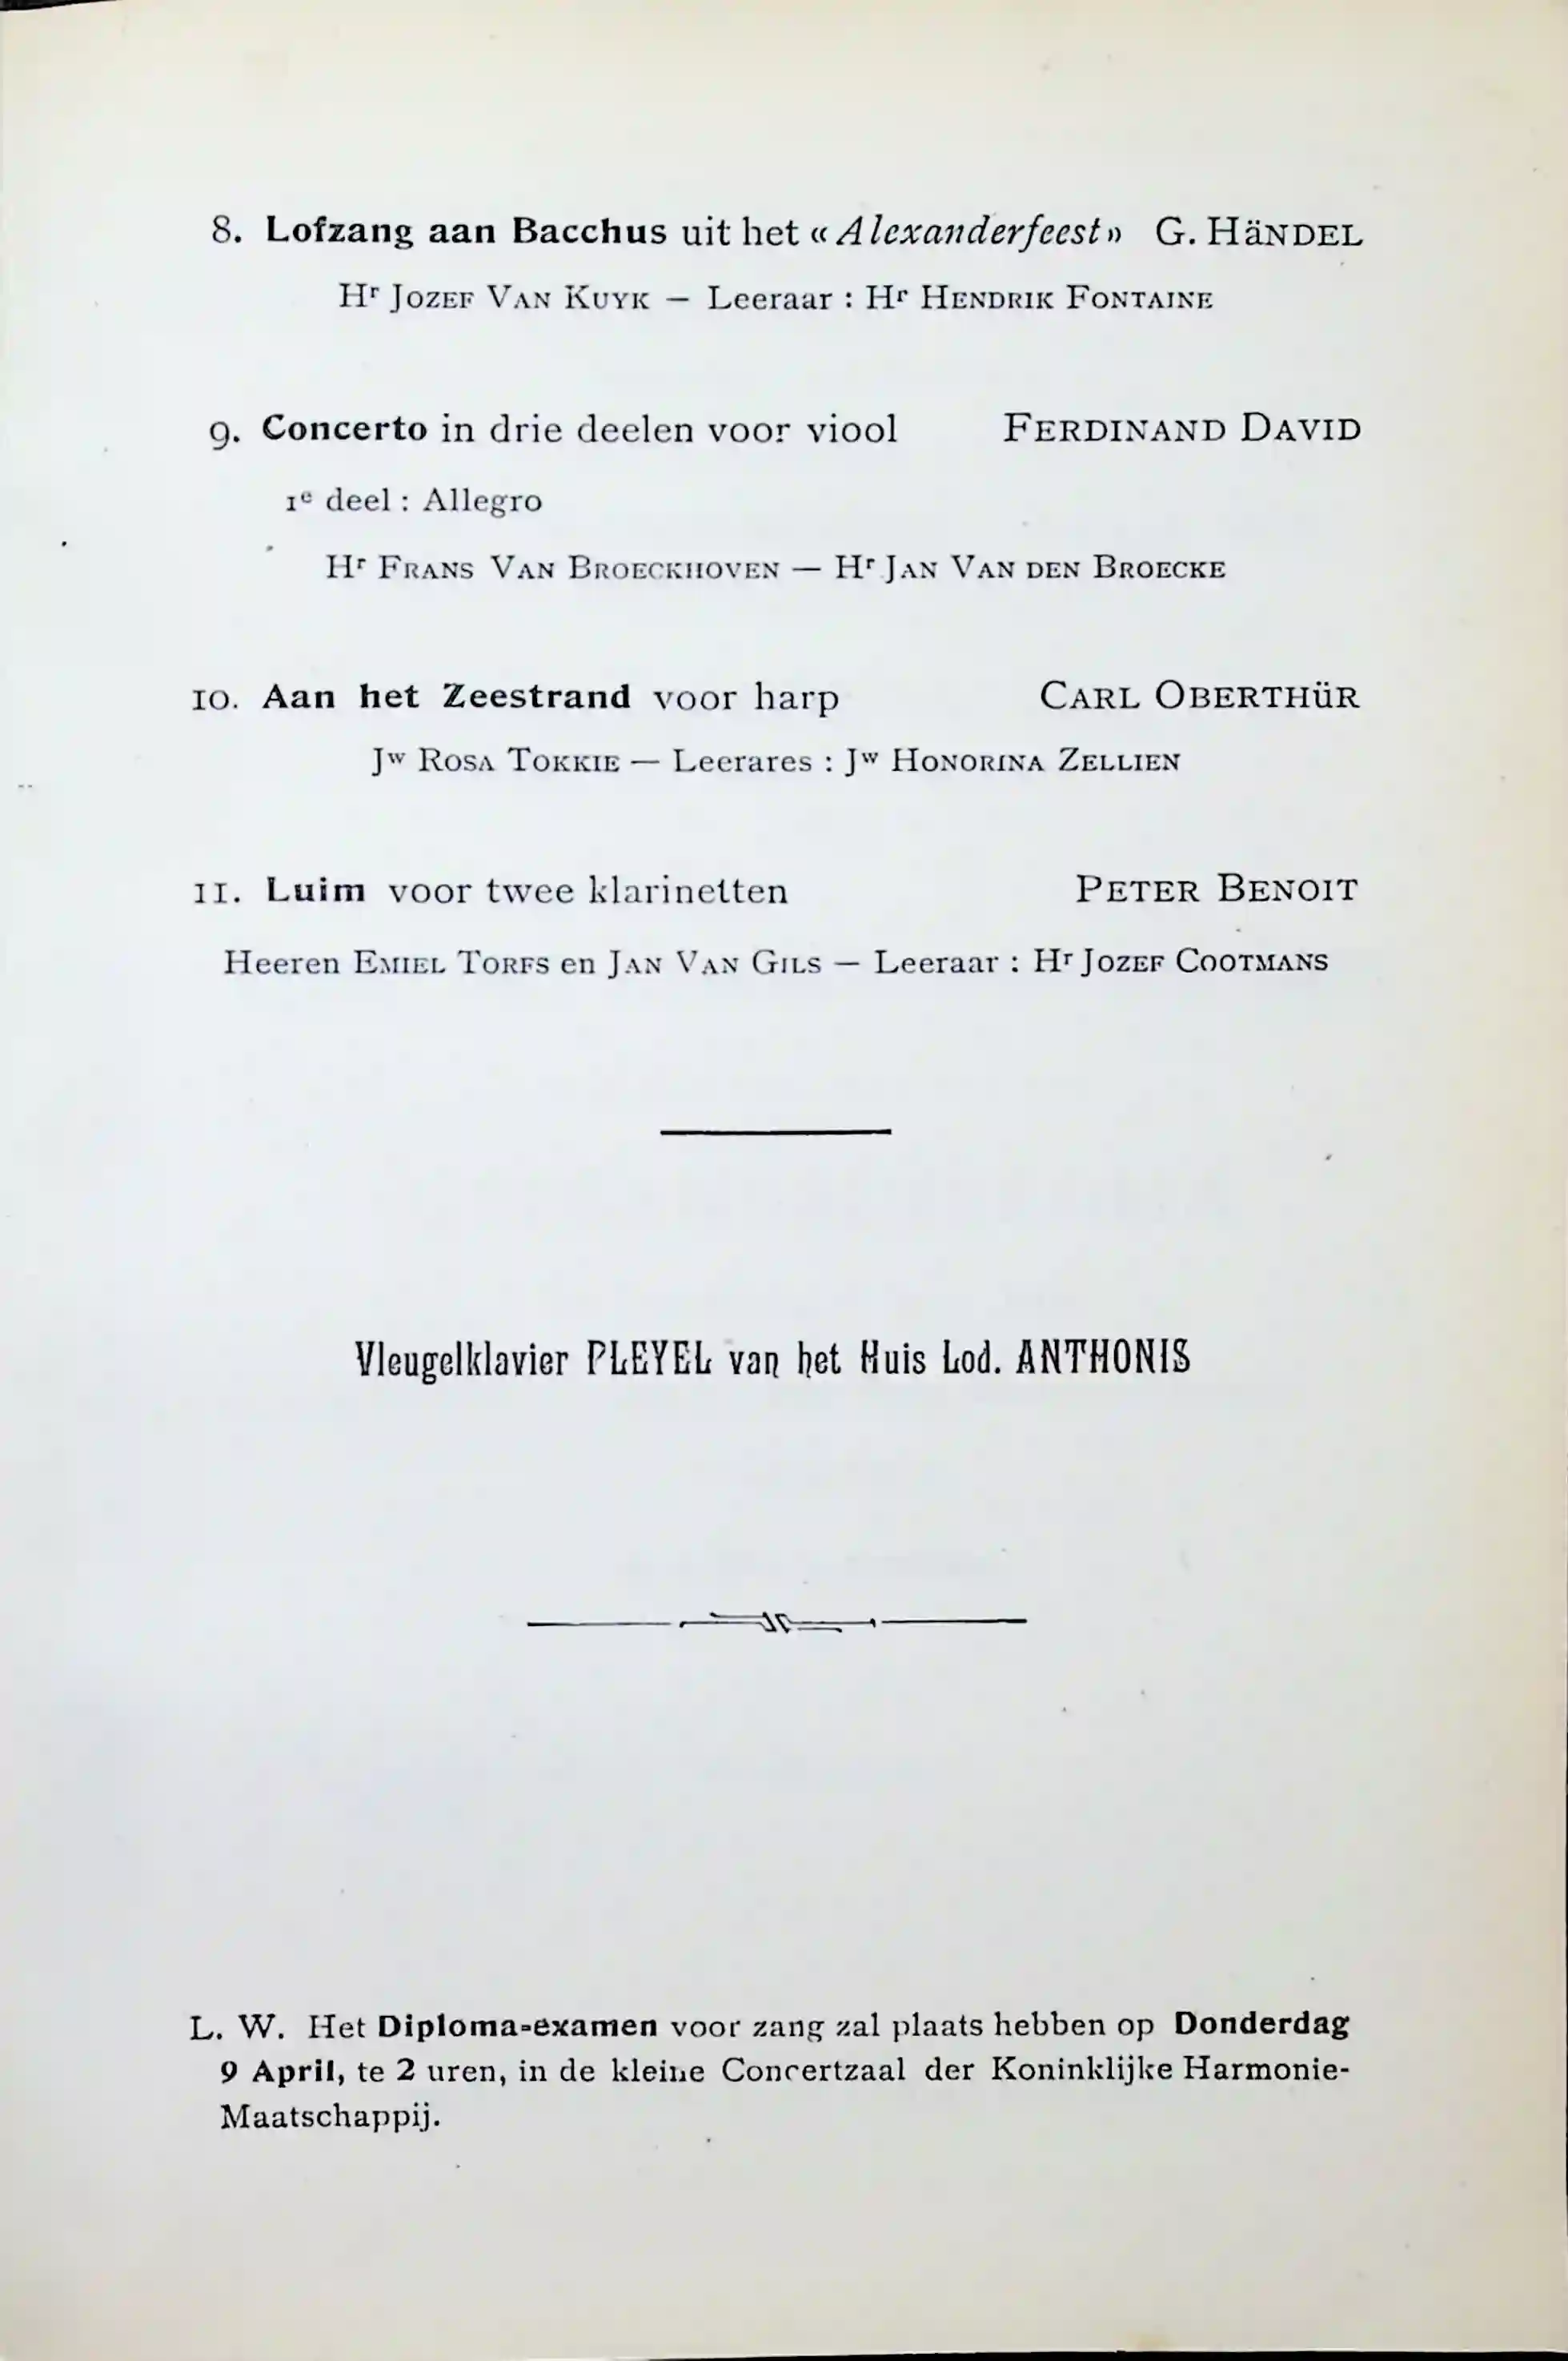 8. Lofzang aan Bacchus uit het « Alexanderfeest » G. HäNDEL
Hr JOZEF VAN KUYK — Leeraar : Hr HENDRIK FONTAINE
9. Concerto in drie deelen voor viool FERDINAND DAVID
1e deel : Allegro
Hr FRANS VAN BROECKHOVEN — Hr JAN VAN DEN BROECKE
10. Aan het Zeestrand voor harp CARL OBERTHüR
Jw ROSA TOKKIE — Leerares : Jw HONORINA ZELLIEN
11. Luim voor twee klarinetten PETER BENOIT
Heeren EMIEL TORFS en JAN VAN GILS — Leeraar : Hr JOZEF COOTMANS
Vleugelklavier PLEYEL van het Huis Lod. ANTHONIS
L. W. Het Diploma-examen voor zang zal plaats hebben op Donderdag
9 April, te 2 uren, in de kleine Concertzaal der Koninklijke Harmonie-
Maatschappij.